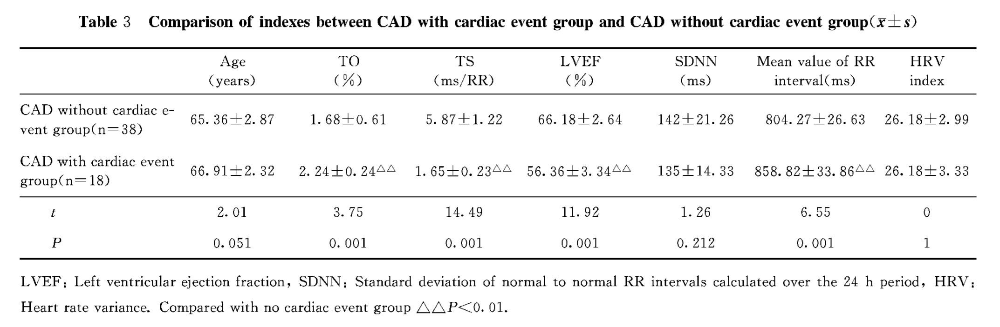 Table 3 Comparison of indexes between CAD with cardiac event group and CAD without cardiac event group(x̄±s)
Age TO TS LVEF SDNN Mean value of RR HRV
(years) (%) (ms/RR) (%) (ms) interval(ms) index
CAD without cardiac e-
vent group(n=38) 65.36±2.87 1.68±0.61 5.87±1.22 66.18±2.64 142±21.26 804.27±26.63 26.18±2.99
CAD with cardiac event
group(n=18) 66.91±2.32 2.24±0.24△△ 1.65±0.23△△ 56.36±3.34△△ 135±14.33 858.82±33.86△△ 26.18±3.33
t 2.01 3.75 14.49 11.92 1.26 6.55 0
P 0.051 0.001 0.001 0.001 0.212 0.001 1
LVEF: Left ventricular ejection fraction, SDNN: Standard deviation of normal to normal RR intervals calculated over the 24 h period, HRV:
Heart rate variance. Compared with no cardiac event group △△P<0.01.